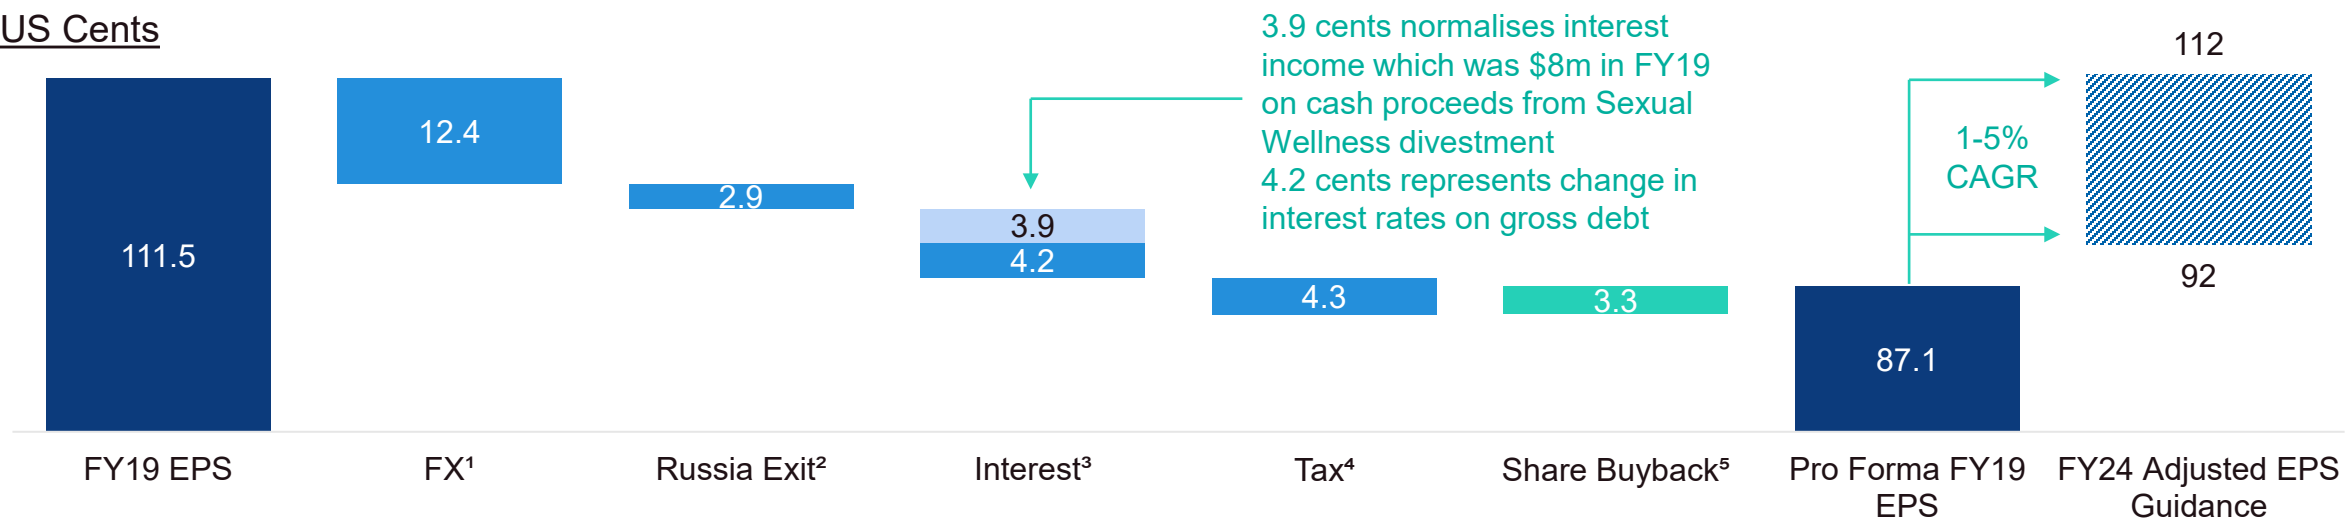 US Cents
3.9 cents normalises interest
income which was $8m in FY19
on cash proceeds from Sexual
Wellness divestment
4.2 cents represents change in
interest rates on gross debt
112
12.4
1-5%
CAGR
2.9
3.9
111.5
4.2
92
4.3
3.3
87.1
FY19 EPS
FX¹
Russia Exit²
Interest³
Tax⁴
Share Buyback⁵
Pro Forma FY19
EPS
FY24 Adjusted EPS
Guidance